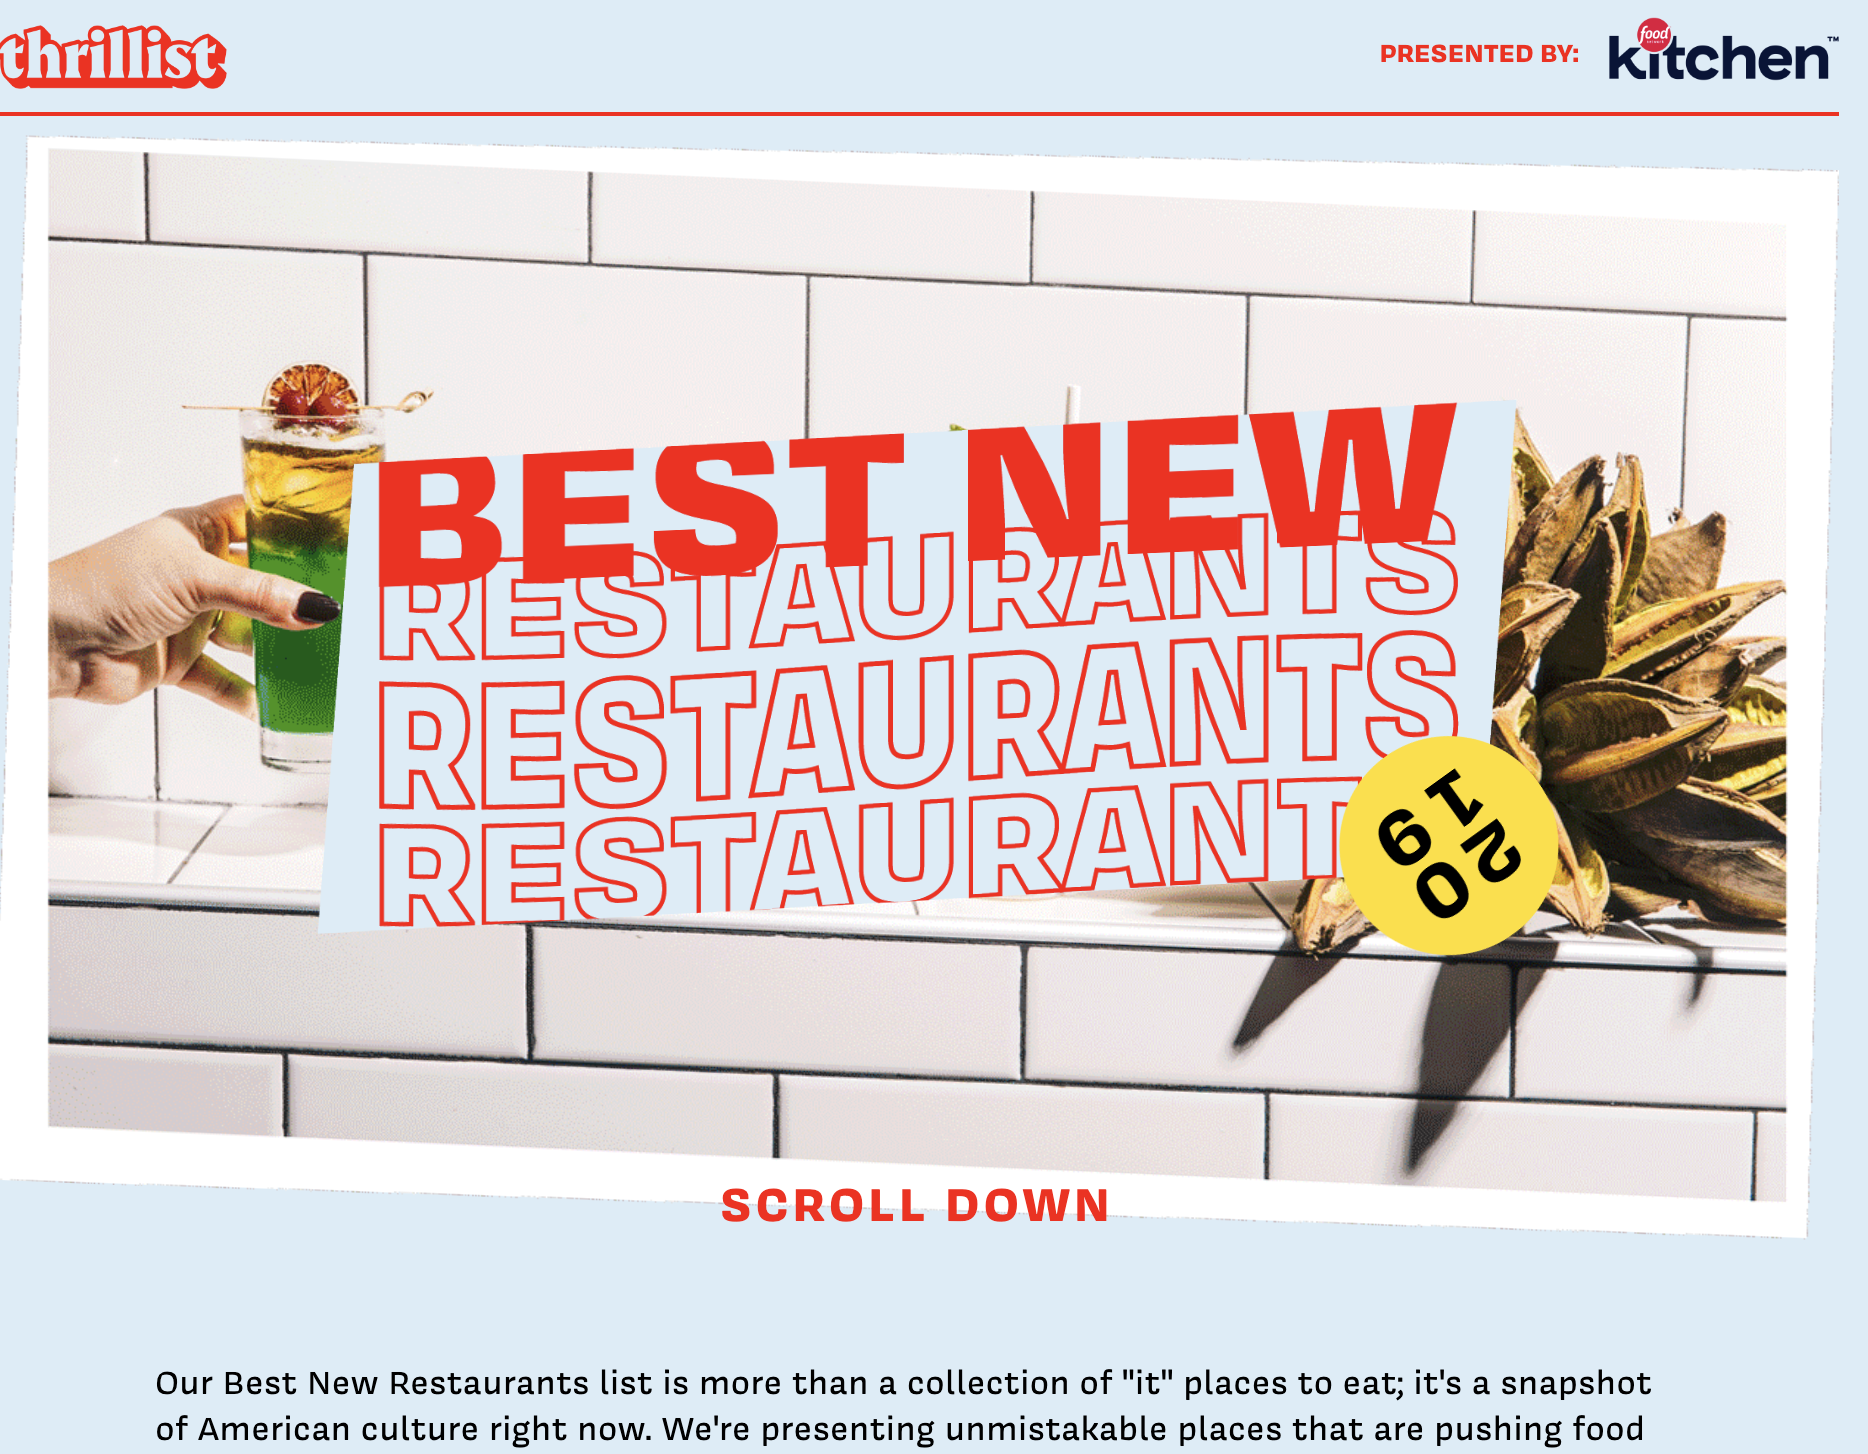 thrillist
PRESENTED BY:
food network
kitchen™
BEST NEW
RESTAURANTS
RESTAURANTS
RESTAURANT
2019
SCROLL DOWN
Our Best New Restaurants list is more than a collection of "it" places to eat; it's a snapshot
of American culture right now. We're presenting unmistakable places that are pushing food